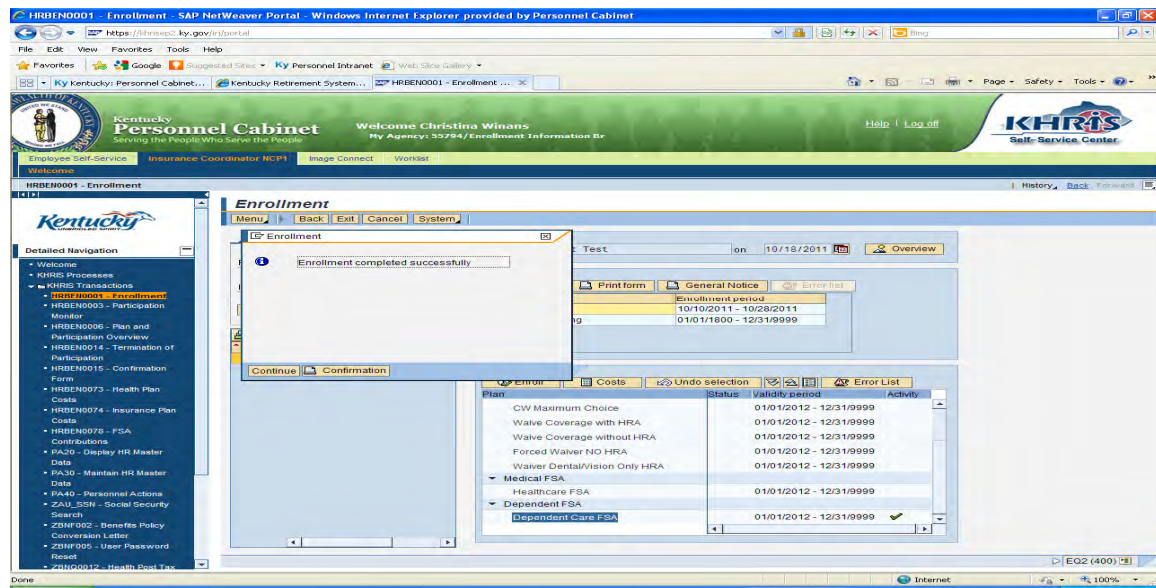 HRBEN0001 - Enrollment - SAP NetWeaver Portal - Windows Internet Explorer provided by Personnel Cabinet
ky.gov/irj/portal
Bing
File Edit View Favorites Tools Help
Favorites Google Suggested Sites Ky Personnel Intranet Web Slice Gallery
Ky Kentucky: Personnel Cabinet... Kentucky Retirement System... HRBEN0001 - Enrollment ...
Page Safety Tools
Kentucky
Personnel Cabinet
Serving the People Who Serve the People
Welcome Christina Winans
My Agency: 55794/Enrollment Information Br
Help | Log off
KHRIS
Self-Service Center
Employee Self-Service Insurance Coordinator NCP1 Image Connect Worklist
Welcome
HRBEN0001 - Enrollment
History Back Forward
Kentucky
UNBRIDLED SPIRIT
Detailed Navigation
Welcome
KHRIS Processes
KHRIS Transactions
HRBEN0001 - Enrollment
HRBEN0003 - Participation
Monitor
HRBEN0006 - Plan and
Participation Overview
HRBEN0014 - Termination of
Participation
HRBEN0015 - Confirmation
Form
HRBEN0073 - Health Plan
Costs
HRBEN0074 - Insurance Plan
Costs
HRBEN0078 - FSA
Contributions
PA20 - Display HR Master
Data
PA30 - Maintain HR Master
Data
PA40 - Personnel Actions
ZAU_SSN - Social Security
Search
ZBNF002 - Benefits Policy
Conversion Letter
ZBNF005 - User Password
Reset
ZBNQ0012 - Health Post Tax
Enrollment
Menu Back Exit Cancel System
Enrollment
Enrollment completed successfully
Continue Confirmation
Test on 10/18/2011 Overview
Print form General Notice Error list
Enrollment period
10/10/2011 - 10/28/2011
01/01/1800 - 12/31/9999
Enroll Costs Undo selection Error List
Plan Status Validity period Activity
CW Maximum Choice 01/01/2012 - 12/31/9999
Waive Coverage with HRA 01/01/2012 - 12/31/9999
Waive Coverage without HRA 01/01/2012 - 12/31/9999
Forced Waiver NO HRA 01/01/2012 - 12/31/9999
Waiver Dental/Vision Only HRA 01/01/2012 - 12/31/9999
Medical FSA
Healthcare FSA 01/01/2012 - 12/31/9999
Dependent FSA
Dependent Care FSA 01/01/2012 - 12/31/9999
EQ2 (400)
Done Internet 100%